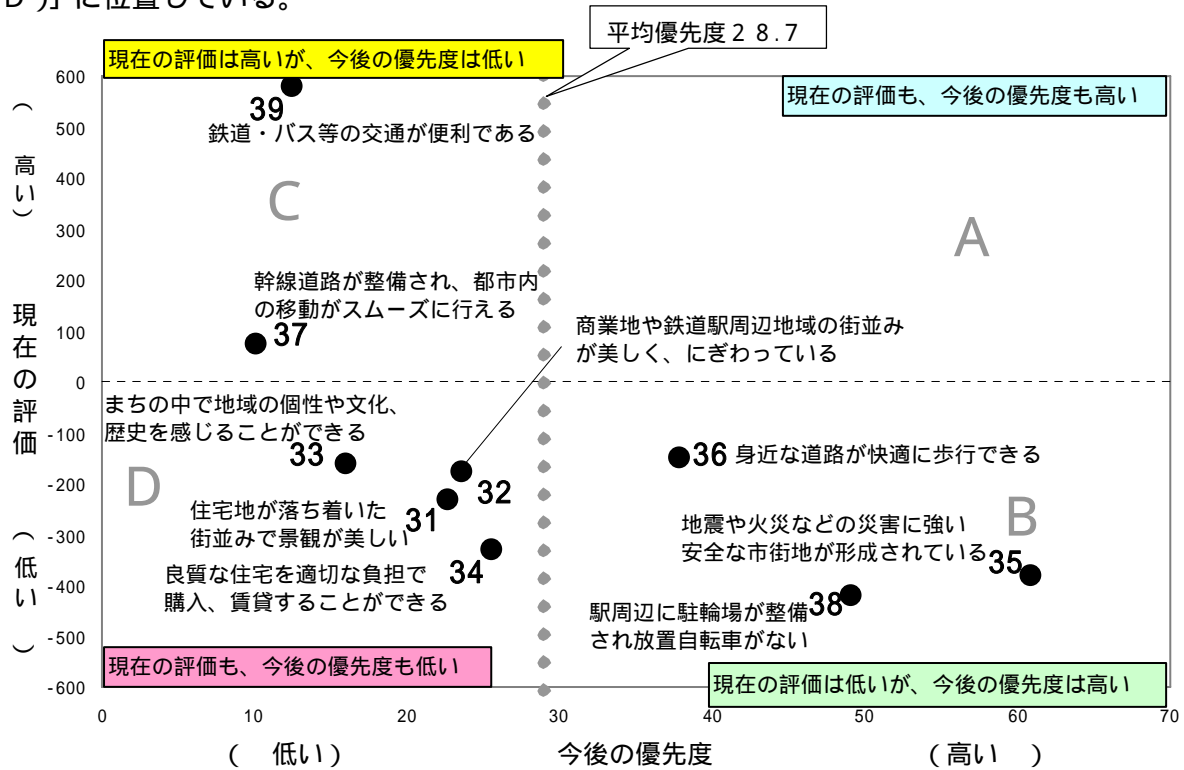 D )」に位置している。
平均優先度２８.7
現在の評価は高いが、今後の優先度は低い
現在の評価も、今後の優先度も高い
600
500
400
300
200
100
0
-100
-200
-300
-400
-500
-600
（ 高い ）
現在の評価
（ 低い ）
39
鉄道・バス等の交通が便利である
C
A
幹線道路が整備され、都市内
の移動がスムーズに行える
37
商業地や鉄道駅周辺地域の街並み
が美しく、にぎわっている
まちの中で地域の個性や文化、
歴史を感じることができる
33
D
32
住宅地が落ち着いた
街並みで景観が美しい
31
34
良質な住宅を適切な負担で
購入、賃貸することができる
36 身近な道路が快適に歩行できる
B
地震や火災などの災害に強い
安全な市街地が形成されている
35
38
駅周辺に駐輪場が整備
され放置自転車がない
現在の評価も、今後の優先度も低い
現在の評価は低いが、今後の優先度は高い
0 10 20 30 40 50 60 70
（ 低い） 今後の優先度 （高い ）